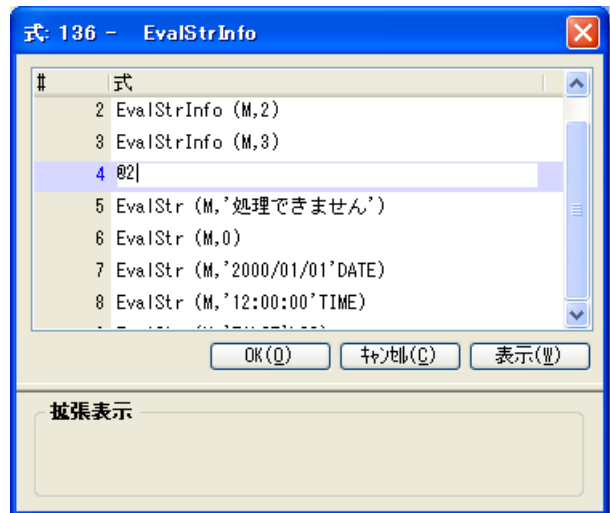 式: 136 - EvalStrInfo
# 式
2 EvalStrInfo (M,2)
3 EvalStrInfo (M,3)
4 @2
5 EvalStr (M,'処理できません')
6 EvalStr (M,0)
7 EvalStr (M,'2000/01/01'DATE)
8 EvalStr (M,'12:00:00'TIME)
OK(O) ｷｬﾝｾﾙ(C) 表示(W)
拡張表示